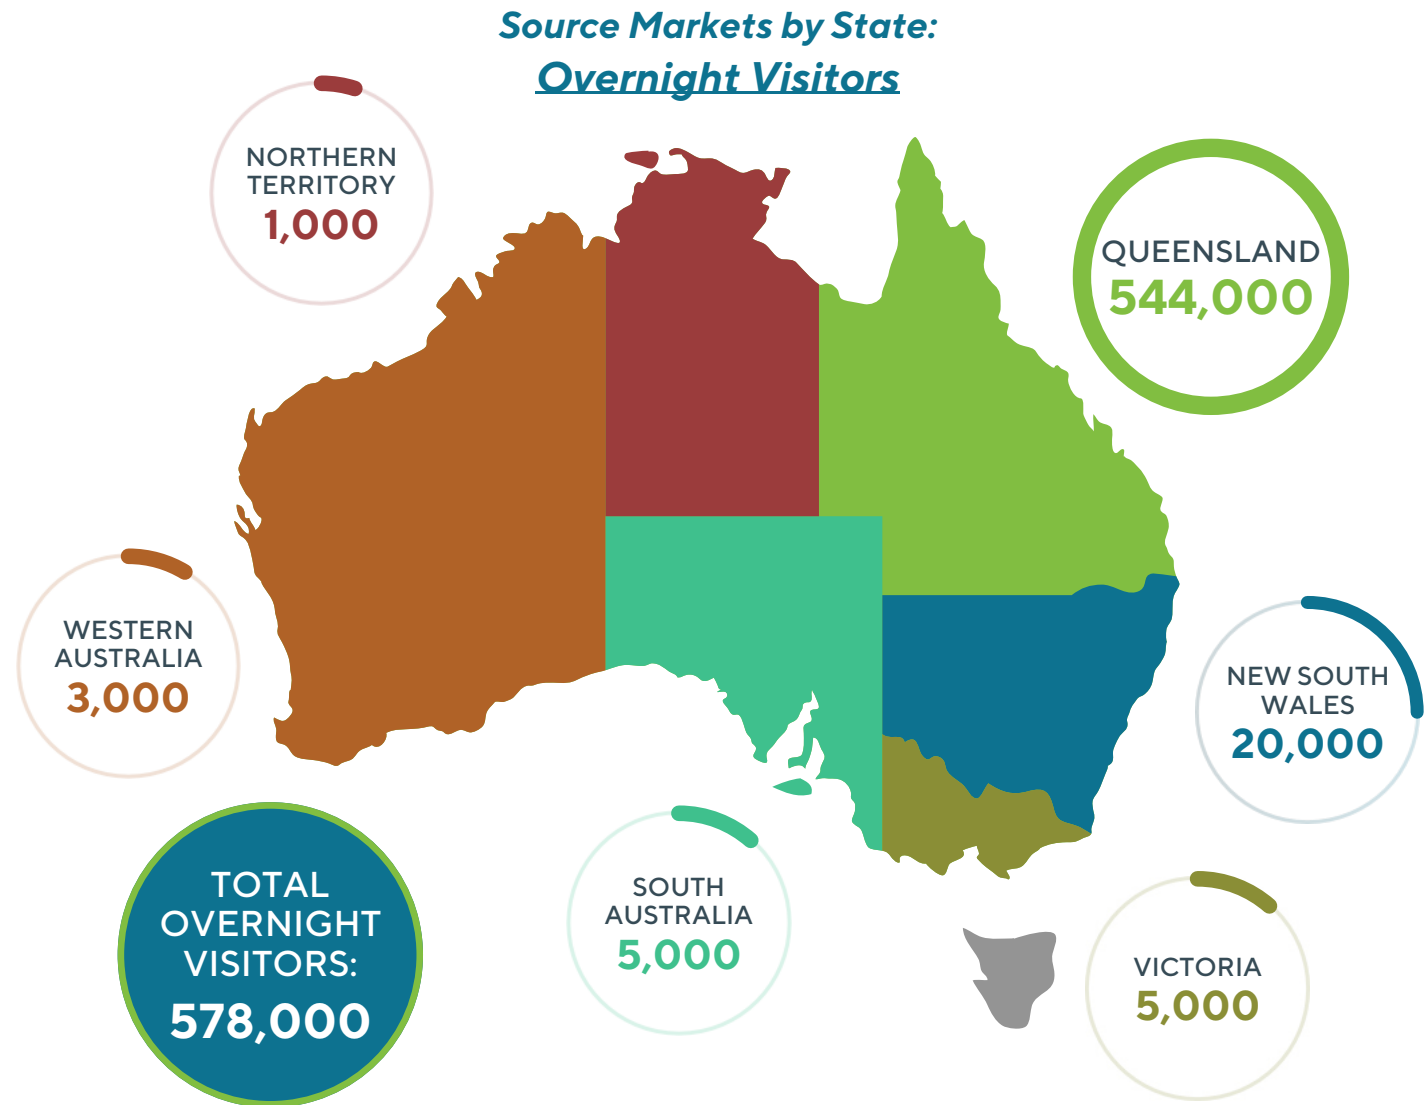 Source Markets by State:
Overnight Visitors
NORTHERN
TERRITORY
1,000
QUEENSLAND
544,000
WESTERN
AUSTRALIA
3,000
NEW SOUTH
WALES
20,000
TOTAL
OVERNIGHT
VISITORS:
578,000
SOUTH
AUSTRALIA
5,000
VICTORIA
5,000